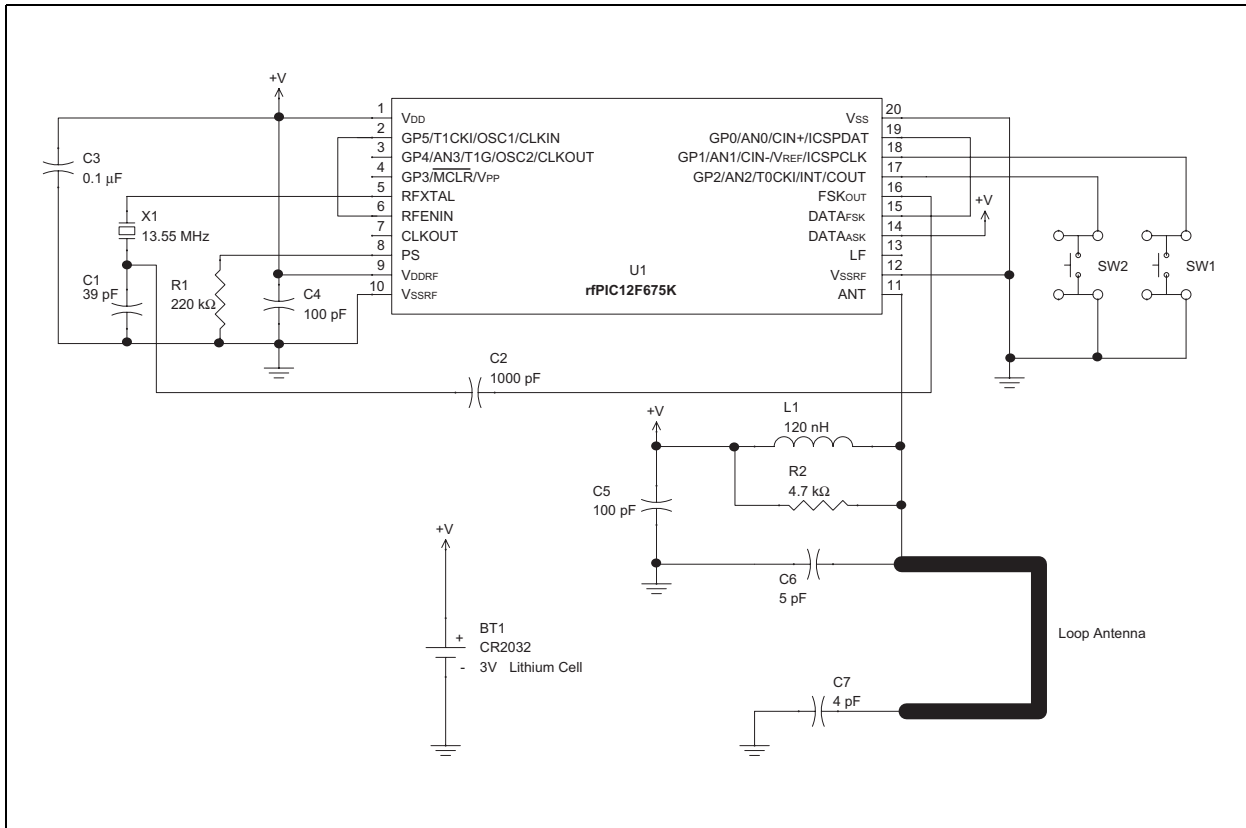 +V
C3
0.1 µF
X1
13.55 MHz
C1
39 pF
R1
220 kΩ
C4
100 pF
1 VDD
2 GP5/T1CKI/OSC1/CLKIN
3 GP4/AN3/T1G/OSC2/CLKOUT
4 GP3/MCLR/VPP
5 RFXTAL
6 RFENIN
7 CLKOUT
8 PS
9 VDDRF
10 VSSRF
VSS 20
GP0/AN0/CIN+/ICSPDAT 19
GP1/AN1/CIN-/VREF/ICSPCLK 18
GP2/AN2/T0CKI/INT/COUT 17
FSKOUT 16
DATAFSK 15
DATAASK 14
LF 13
VSSRF 12
ANT 11
U1
rfPIC12F675K
+V
SW2
SW1
C2
1000 pF
+V
L1
120 nH
R2
4.7 kΩ
C5
100 pF
C6
5 pF
+V
+
BT1
CR2032
- 3V Lithium Cell
Loop Antenna
C7
4 pF